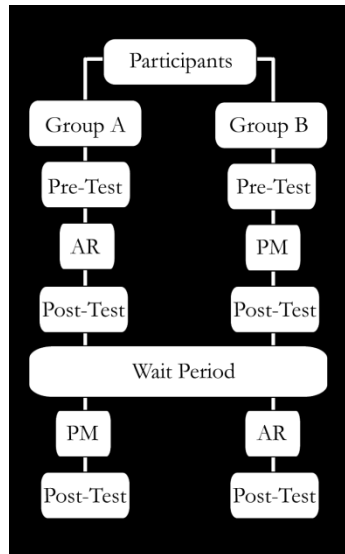 Participants
Group A
Group B
Pre-Test
Pre-Test
AR
PM
Post-Test
Post-Test
Wait Period
PM
AR
Post-Test
Post-Test